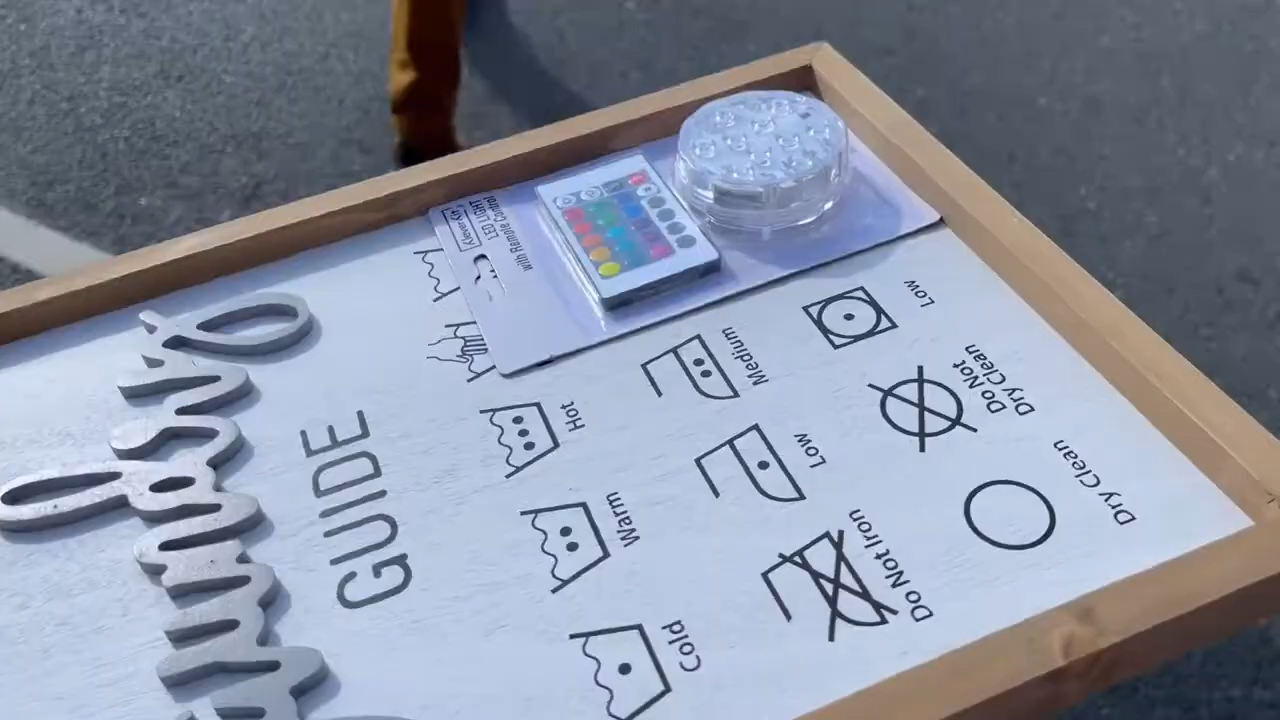 GUIDE
Cold
Warm
Hot
Do Not Iron
Low
Medium
Dry Clean
Do Not
Dry Clean
Low
LED LIGHT
with Remote Control